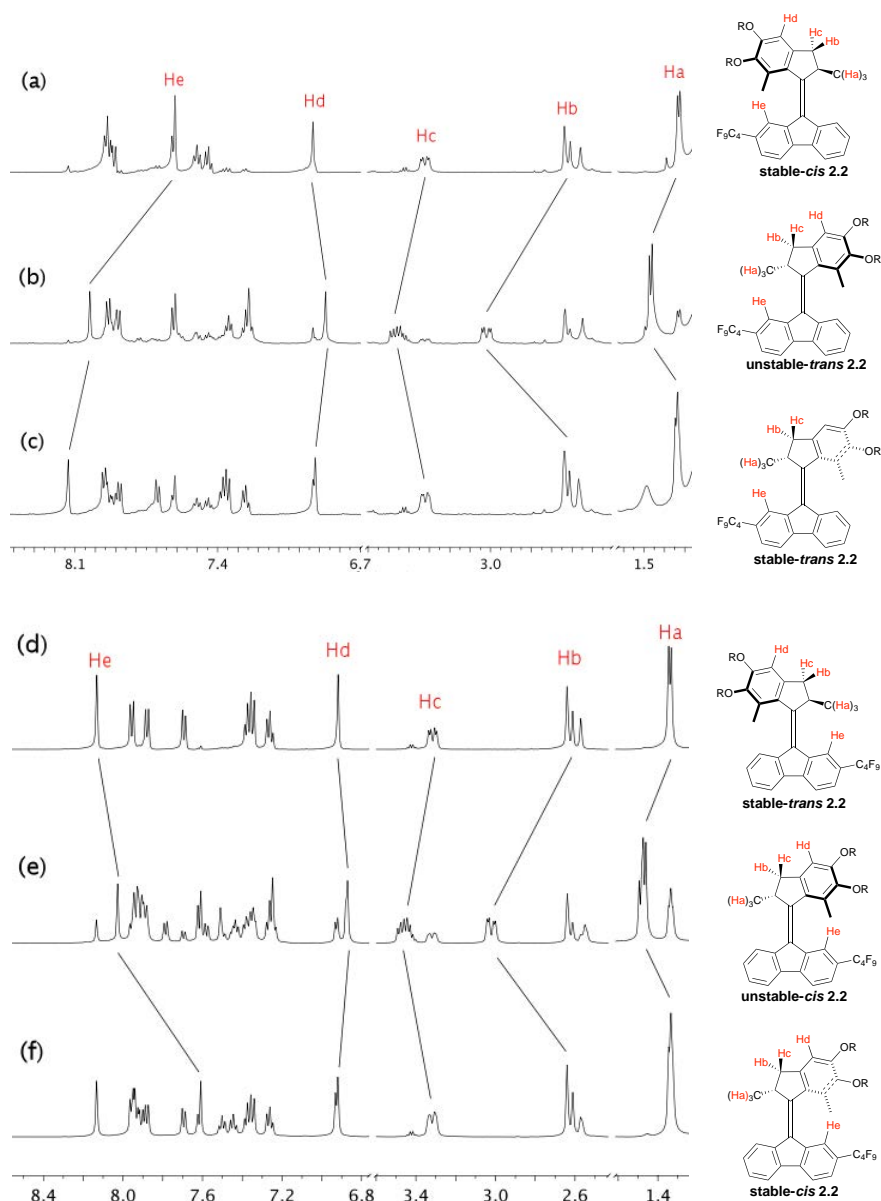 (a)
He
Hd
Hc
Hb
Ha
RO
Hd
Hc
Hb
RO
C(Ha)3
He
F9C4
stable-cis 2.2
(b)
Hd
Hb
Hc
OR
OR
(Ha)3C
He
F9C4
unstable-trans 2.2
(c)
Hb
Hc
OR
OR
(Ha)3C
He
F9C4
stable-trans 2.2
8.1 7.4 6.7 3.0 1.5
(d)
He
Hd
Hc
Hb
Ha
Hd
RO
Hc
Hb
RO
C(Ha)3
He
C4F9
stable-trans 2.2
(e)
Hd
Hb
Hc
OR
OR
(Ha)3C
He
C4F9
unstable-cis 2.2
(f)
Hd
Hb
Hc
OR
OR
(Ha)3C
He
C4F9
stable-cis 2.2
8.4 8.0 7.6 7.2 6.8 3.4 3.0 2.6 1.4